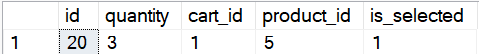 id quantity cart_id product_id is_selected
1 20 3 1 5 1